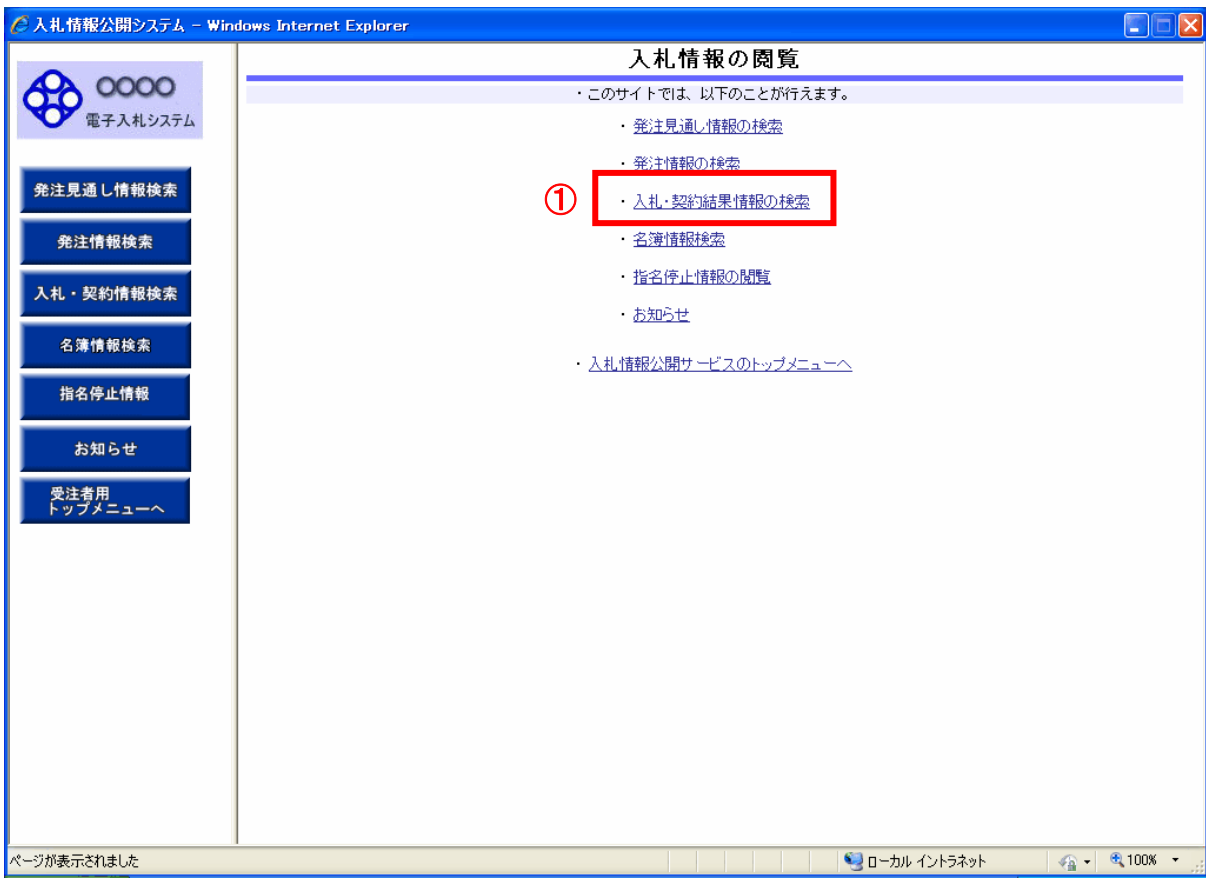 入札情報公開システム - Windows Internet Explorer
○○○○
電子入札システム
発注見通し情報検索
発注情報検索
入札・契約情報検索
名簿情報検索
指名停止情報
お知らせ
受注者用
トップメニューへ
入札情報の閲覧
・このサイトでは、以下のことが行えます。
・発注見通し情報の検索
・発注情報の検索
①
・入札・契約結果情報の検索
・名簿情報検索
・指名停止情報の閲覧
・お知らせ
・入札情報公開サービスのトップメニューへ
ページが表示されました
ローカル イントラネット
100%